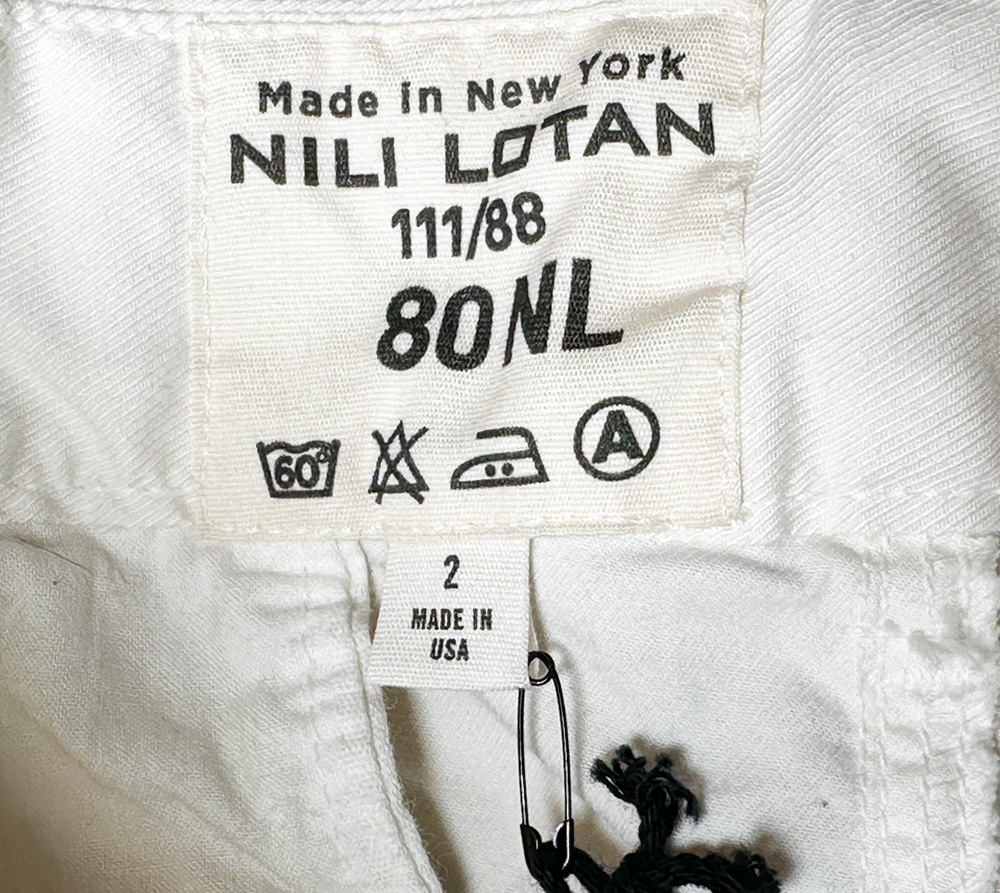 Made in New York
NILI LOTAN
111/88
80NL
60° A
2
MADE IN
USA